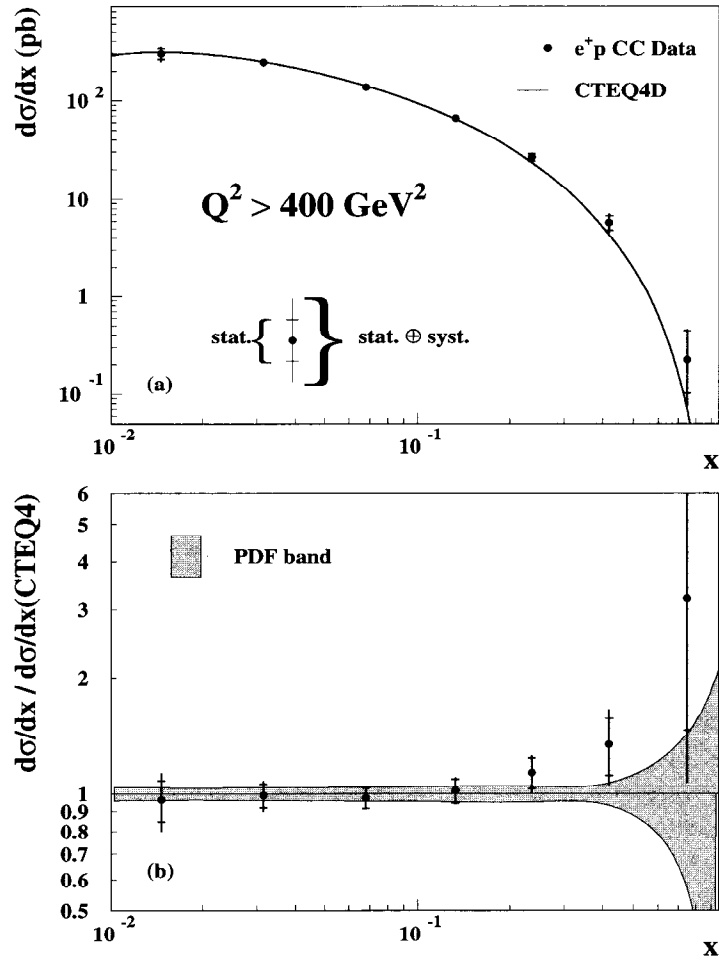 dσ/dx (pb)
10²
10
1
10⁻¹
e⁺p CC Data
CTEQ4D
Q² > 400 GeV²
stat. { } stat. ⊕ syst.
(a)
10⁻² 10⁻¹ x
dσ/dx / dσ/dx(CTEQ4)
6
5
4
3
2
1
0.9
0.8
0.7
0.6
0.5
PDF band
(b)
10⁻² 10⁻¹ x